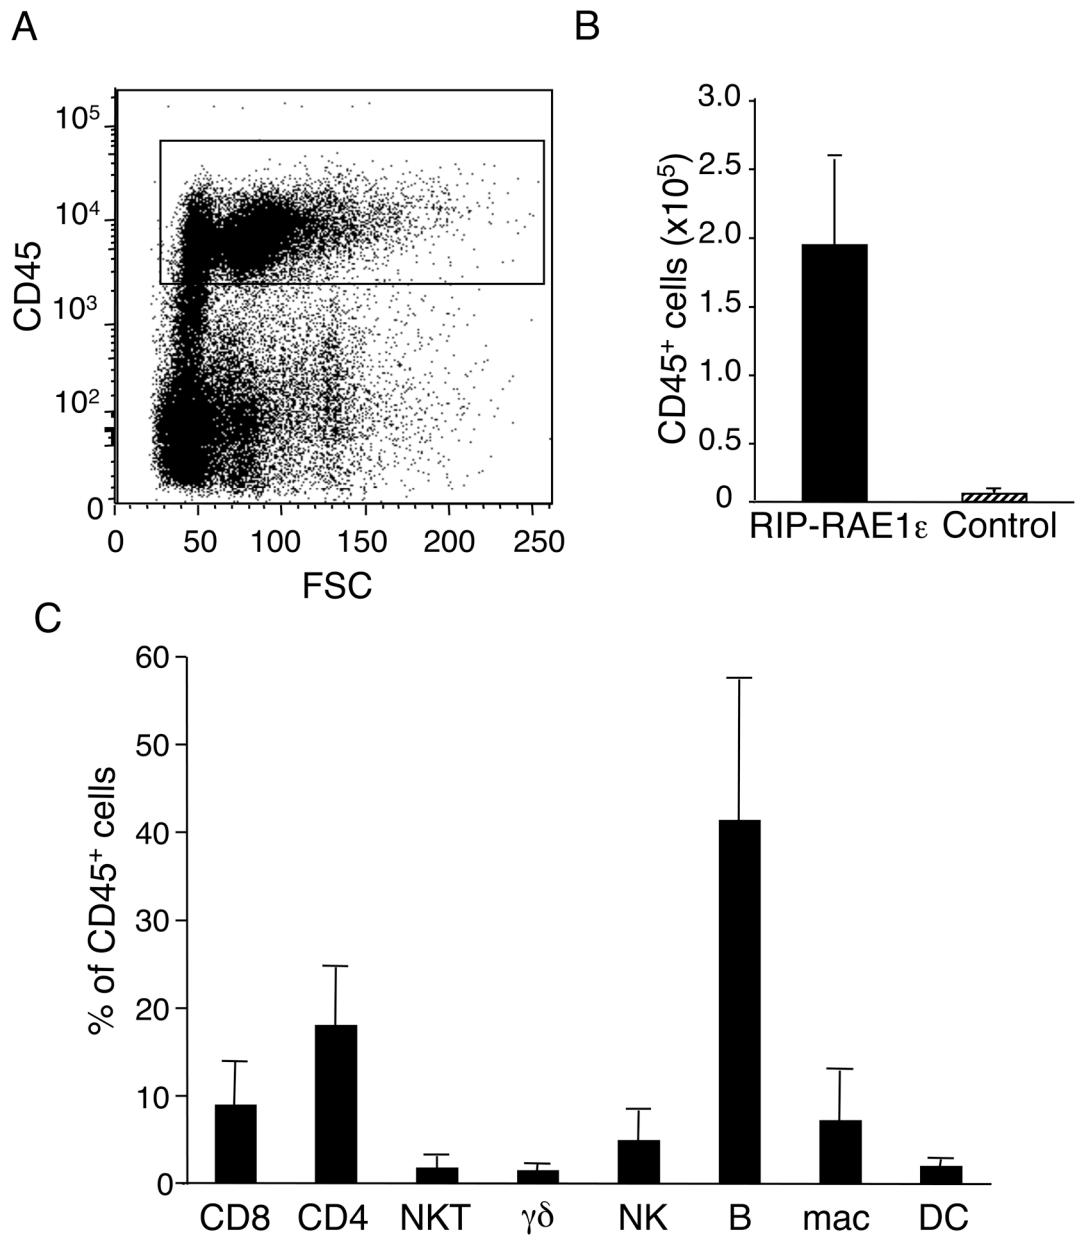 A
10⁵
10⁴
10³
10²
0
CD45
0 50 100 150 200 250
FSC
B
3.0
2.5
2.0
1.5
1.0
0.5
0
CD45⁺ cells (x10⁵)
RIP-RAE1ε Control
C
60
50
40
30
20
10
0
% of CD45⁺ cells
CD8 CD4 NKT γδ NK B mac DC